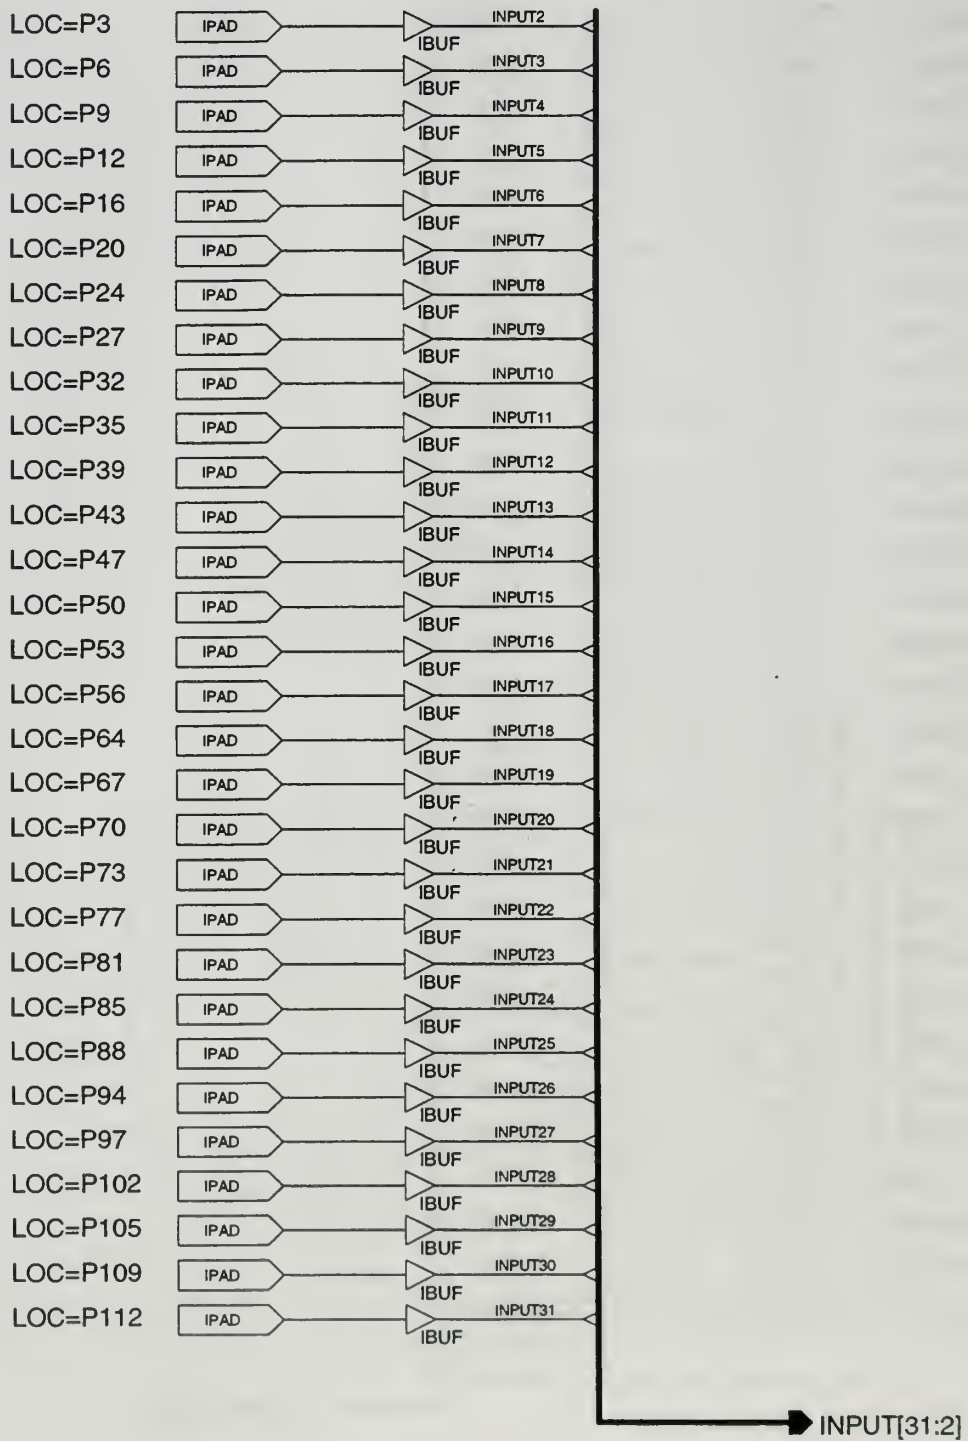 LOC=P3 IPAD IBUF INPUT2
LOC=P6 IPAD IBUF INPUT3
LOC=P9 IPAD IBUF INPUT4
LOC=P12 IPAD IBUF INPUT5
LOC=P16 IPAD IBUF INPUT6
LOC=P20 IPAD IBUF INPUT7
LOC=P24 IPAD IBUF INPUT8
LOC=P27 IPAD IBUF INPUT9
LOC=P32 IPAD IBUF INPUT10
LOC=P35 IPAD IBUF INPUT11
LOC=P39 IPAD IBUF INPUT12
LOC=P43 IPAD IBUF INPUT13
LOC=P47 IPAD IBUF INPUT14
LOC=P50 IPAD IBUF INPUT15
LOC=P53 IPAD IBUF INPUT16
LOC=P56 IPAD IBUF INPUT17
LOC=P64 IPAD IBUF INPUT18
LOC=P67 IPAD IBUF INPUT19
LOC=P70 IPAD IBUF INPUT20
LOC=P73 IPAD IBUF INPUT21
LOC=P77 IPAD IBUF INPUT22
LOC=P81 IPAD IBUF INPUT23
LOC=P85 IPAD IBUF INPUT24
LOC=P88 IPAD IBUF INPUT25
LOC=P94 IPAD IBUF INPUT26
LOC=P97 IPAD IBUF INPUT27
LOC=P102 IPAD IBUF INPUT28
LOC=P105 IPAD IBUF INPUT29
LOC=P109 IPAD IBUF INPUT30
LOC=P112 IPAD IBUF INPUT31
INPUT[31:2]